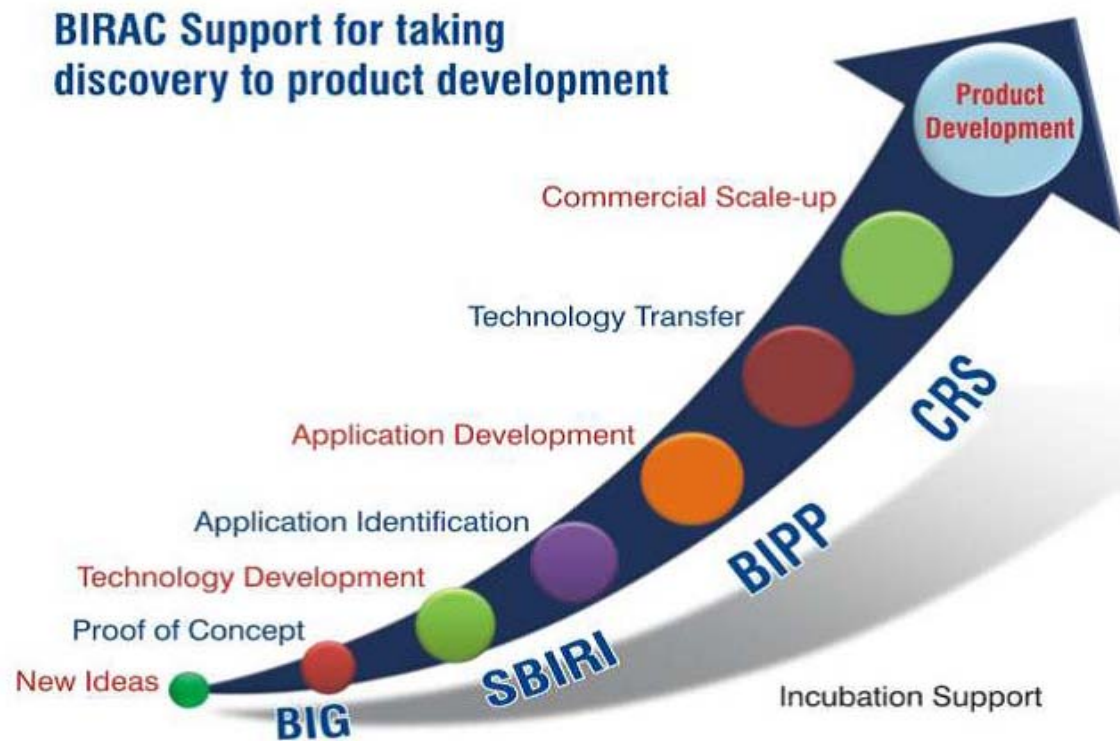 BIRAC Support for taking
discovery to product development
Product
Development
Commercial Scale-up
Technology Transfer
Application Development
Application Identification
Technology Development
Proof of Concept
New Ideas
BIG
SBIRI
BIPP
CRS
Incubation Support